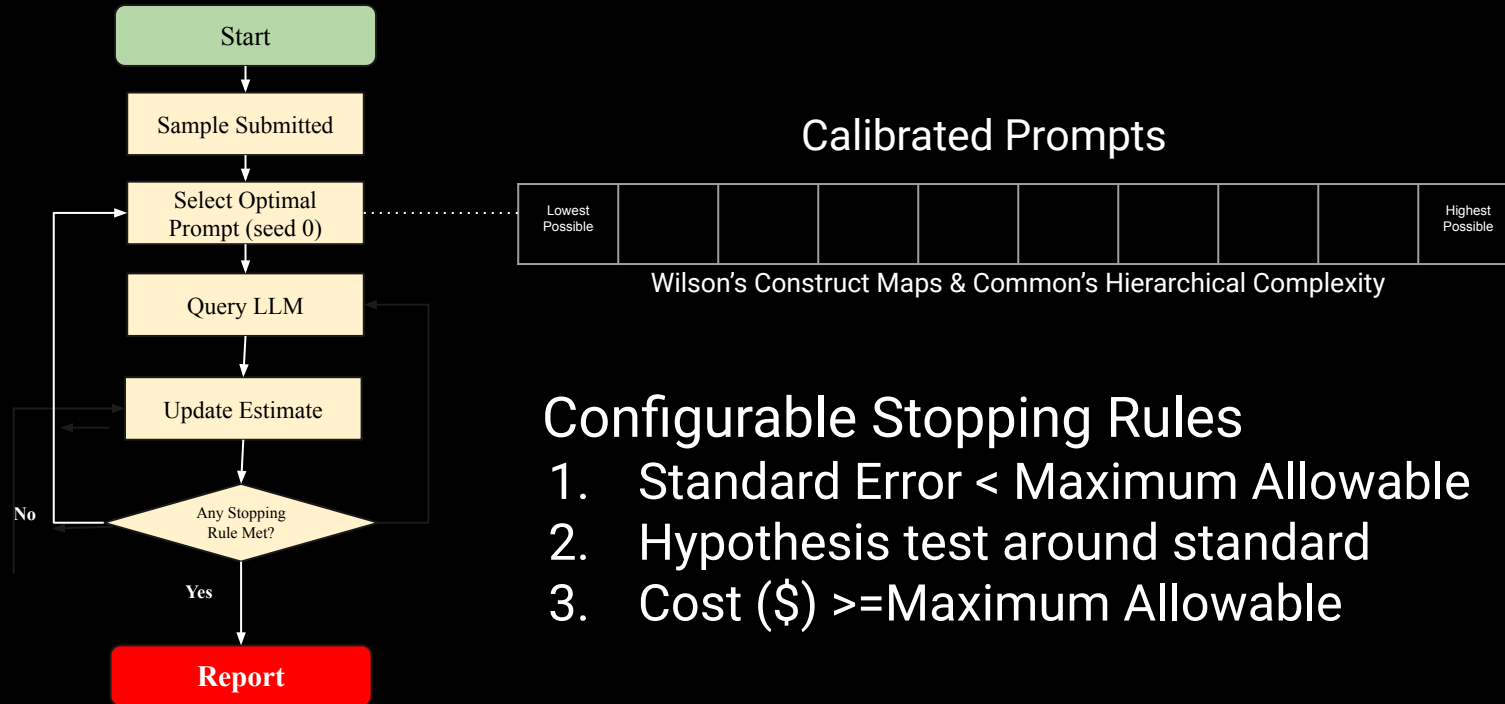 Start
Sample Submitted
Select Optimal
Prompt (seed 0)
Query LLM
Update Estimate
Any Stopping
Rule Met?
No
Yes
Report
Calibrated Prompts
Lowest
Possible
Highest
Possible
Wilson’s Construct Maps & Common’s Hierarchical Complexity
Configurable Stopping Rules
1. Standard Error < Maximum Allowable
2. Hypothesis test around standard
3. Cost ($) >=Maximum Allowable